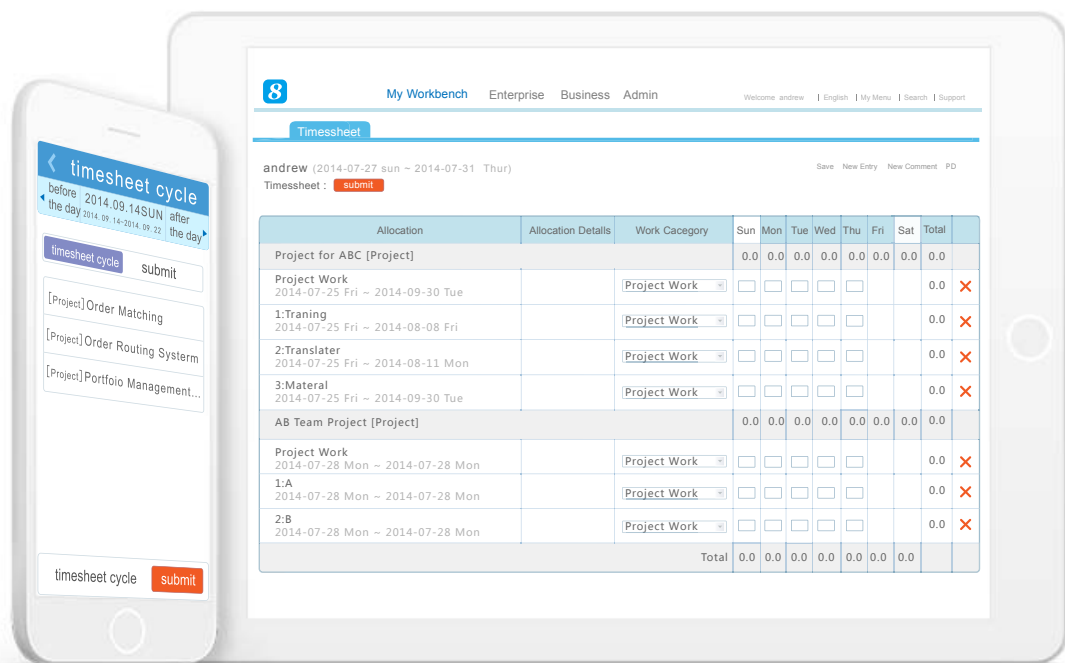 timesheet cycle
before the day
2014.09.14SUN
2014.09.14-2014.09.22
after the day
timesheet cycle submit
[Project]Order Matching
[Project]Order Routing Systerm
[Project]Portfoio Management...
timesheet cycle submit
8
My Workbench Enterprise Business Admin
Welcome andrew | English | My Menu | Search | Support
Timessheet
andrew (2014-07-27 sun ~ 2014-07-31 Thur)
Save New Entry New Comment PD
Timessheet : submit
Allocation Allocation Detalls Work Cacegory Sun Mon Tue Wed Thu Fri Sat Total
Project for ABC [Project] 0.0 0.0 0.0 0.0 0.0 0.0 0.0 0.0
Project Work
2014-07-25 Fri ~ 2014-09-30 Tue
Project Work 0.0
1:Traning
2014-07-25 Fri ~ 2014-08-08 Fri
Project Work 0.0
2:Translater
2014-07-25 Fri ~ 2014-08-11 Mon
Project Work 0.0
3:Materal
2014-07-25 Fri ~ 2014-09-30 Tue
Project Work 0.0
AB Team Project [Project] 0.0 0.0 0.0 0.0 0.0 0.0 0.0 0.0
Project Work
2014-07-28 Mon ~ 2014-07-28 Mon
Project Work 0.0
1:A
2014-07-28 Mon ~ 2014-07-28 Mon
Project Work 0.0
2:B
2014-07-28 Mon ~ 2014-07-28 Mon
Project Work 0.0
Total 0.0 0.0 0.0 0.0 0.0 0.0 0.0